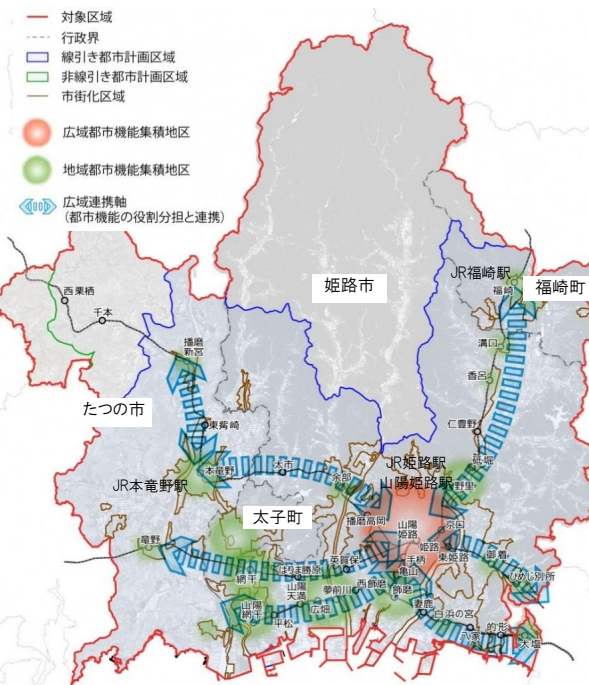 対象区域
行政界
線引き都市計画区域
非線引き都市計画区域
市街化区域
広域都市機能集積地区
地域都市機能集積地区
広域連携軸
(都市機能の役割分担と連携)
姫路市
JR福崎駅
福崎
福崎町
西栗栖
千本
溝口
播磨
新宮
香呂
たつの市
東觜崎
仁豊野
砥堀
本竜野
太市
余部
JR姫路駅
山陽姫路駅
野里
JR本竜野駅
太子町
播磨高岡
山陽
姫路
京口
竜野
姫路
東姫路
御着
英賀保
手柄
はりま勝原
亀山
ひめじ別所
網干
山陽
天満
夢前川
西飾磨
飾磨
山陽
網干
広畑
妻鹿
白浜の宮
平松
八家
的形
大塩